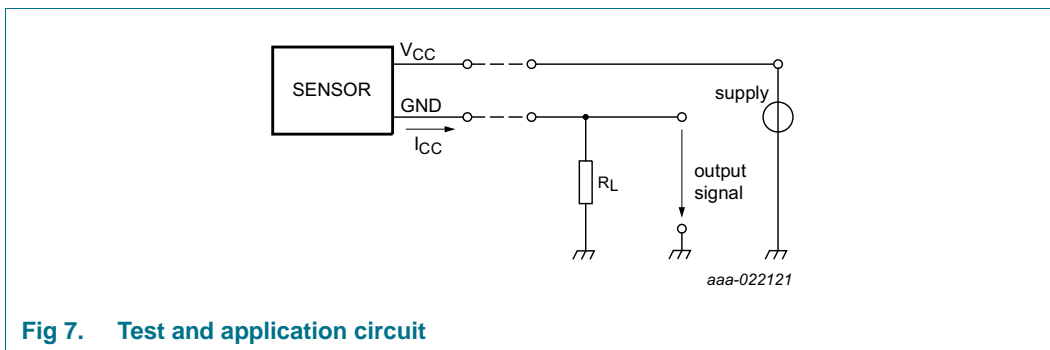 VCC
SENSOR
supply
GND
ICC
RL
output
signal
aaa-022121
Fig 7. Test and application circuit